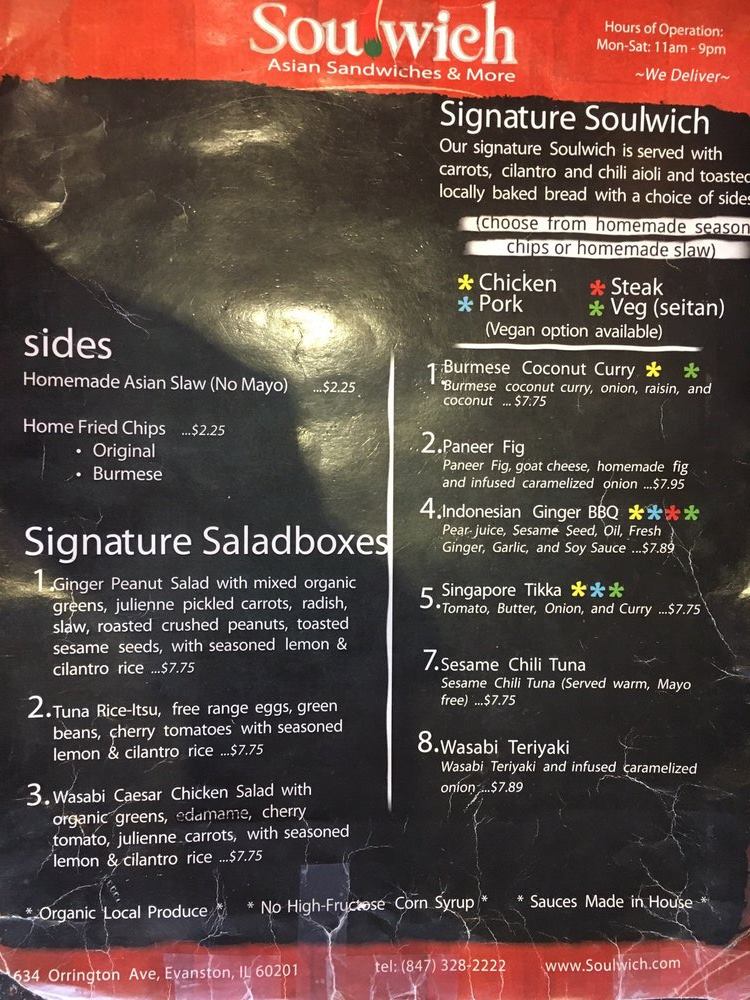 Soulwich
Asian Sandwiches & More
Hours of Operation:
Mon-Sat: 11am - 9pm
~We Deliver~
Signature Soulwich
Our signature Soulwich is served with
carrots, cilantro and chili aioli and toasted
locally baked bread with a choice of sides
(choose from homemade season
chips or homemade slaw)
* Chicken * Steak
* Pork * Veg (seitan)
(Vegan option available)
sides
Homemade Asian Slaw (No Mayo) ...$2.25
Home Fried Chips ...$2.25
• Original
• Burmese
Signature Saladboxes
1. Ginger Peanut Salad with mixed organic
greens, julienne pickled carrots, radish,
slaw, roasted crushed peanuts, toasted
sesame seeds, with seasoned lemon &
cilantro rice ...$7.75
2. Tuna Rice-Itsu, free range eggs, green
beans, cherry tomatoes with seasoned
lemon & cilantro rice ...$7.75
3. Wasabi Caesar Chicken Salad with
organic greens, edamame, cherry
tomato, julienne carrots, with seasoned
lemon & cilantro rice ...$7.75
1. Burmese Coconut Curry * *
Burmese coconut curry, onion, raisin, and
coconut ...$7.75
2. Paneer Fig
Paneer Fig, goat cheese, homemade fig
and infused caramelized onion ...$7.95
4. Indonesian Ginger BBQ ****
Pear juice, Sesame Seed, Oil, Fresh
Ginger, Garlic, and Soy Sauce ...$7.89
5. Singapore Tikka ***
Tomato, Butter, Onion, and Curry ...$7.75
7. Sesame Chili Tuna
Sesame Chili Tuna (Served warm, Mayo
free) ...$7.75
8. Wasabi Teriyaki
Wasabi Teriyaki and infused caramelized
onion ...$7.89
* Organic Local Produce * * No High-Fructose Corn Syrup * * Sauces Made in House *
634 Orrington Ave, Evanston, IL 60201 tel: (847) 328-2222 www.Soulwich.com